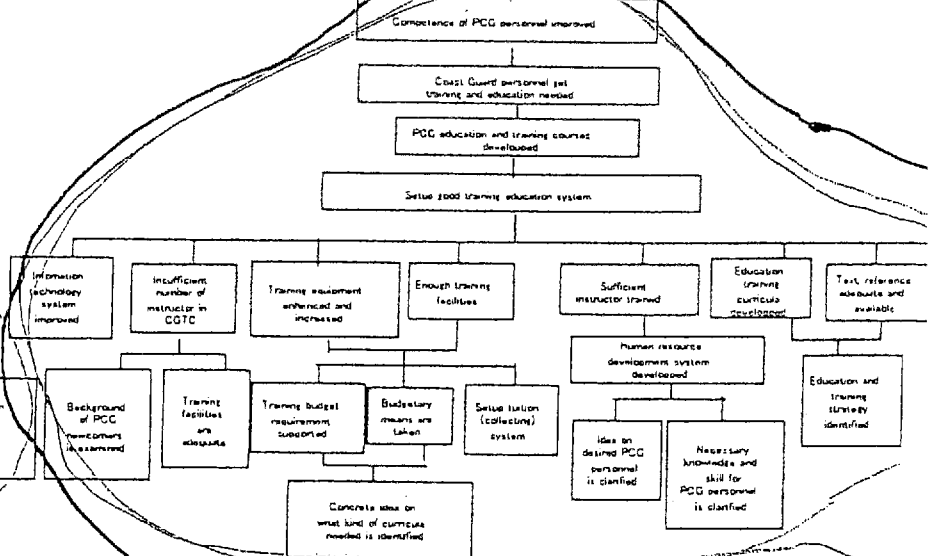 Competence of PCG personnel improved
Coast Guard personnel get
training and education needed
PCG education and training courses
developed
Setup good training education system
Infomation
technology
system
improved
Insufficient
number of
instructor in
CGTC
Training equipment
enhanced and
increased
Enough training
facilities
Sufficient
instructor trained
Education
training
curricula
developed
Text, reference
adequate and
available
Human resource
development system
developed
Background
of PCG
newcomers
is examined
Training
facilities
are
adequate
Training budget
requirement
supported
Budgetary
means are
taken
Setup tuition
(collecting)
system
Education and
training
strategy
identified
Idea on
desired PCG
personnel
is clarified
Necessary
knowledge and
skill for
PCG personnel
is clarified
Concrete idea on
what kind of curricula
needed is identified